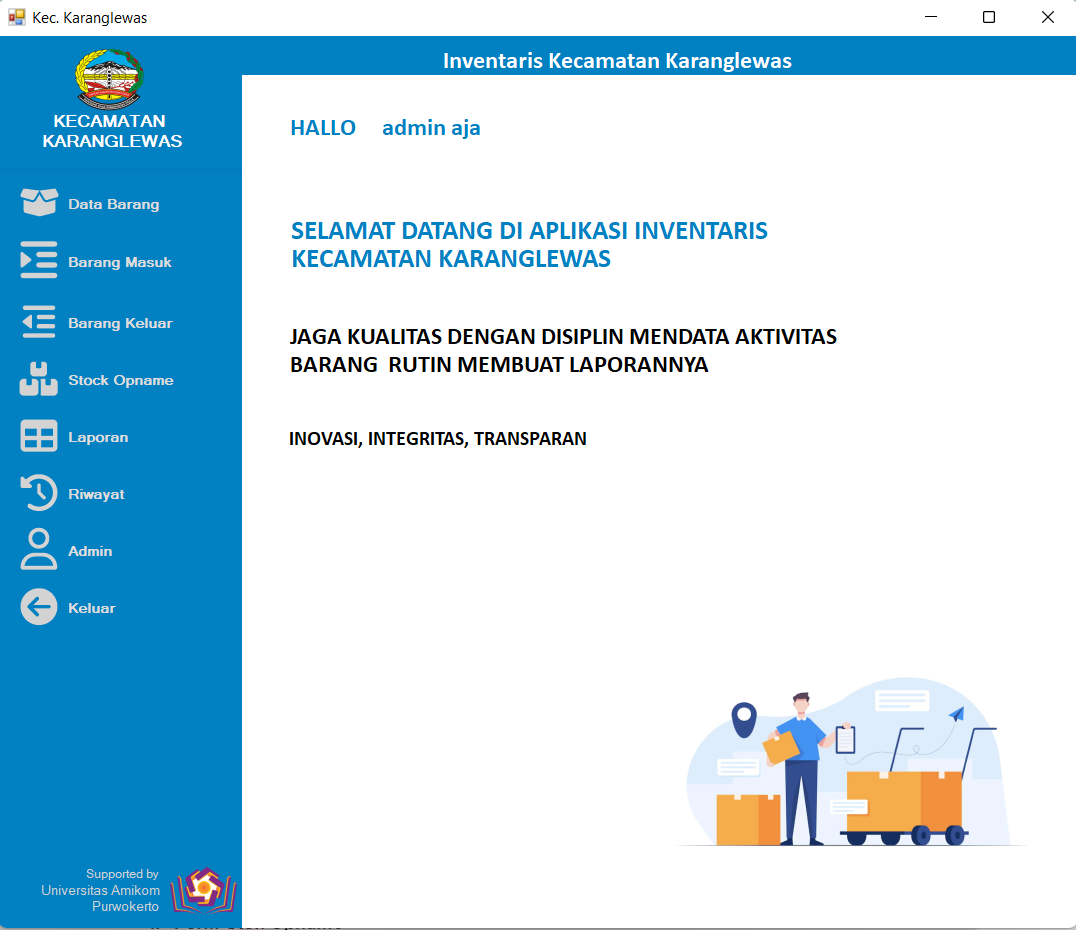 Kec. Karanglewas
Inventaris Kecamatan Karanglewas
KECAMATAN
KARANGLEWAS
Data Barang
Barang Masuk
Barang Keluar
Stock Opname
Laporan
Riwayat
Admin
Keluar
Supported by
Universitas Amikom
Purwokerto
HALLO admin aja
SELAMAT DATANG DI APLIKASI INVENTARIS
KECAMATAN KARANGLEWAS
JAGA KUALITAS DENGAN DISIPLIN MENDATA AKTIVITAS
BARANG  RUTIN MEMBUAT LAPORANNYA
INOVASI, INTEGRITAS, TRANSPARAN